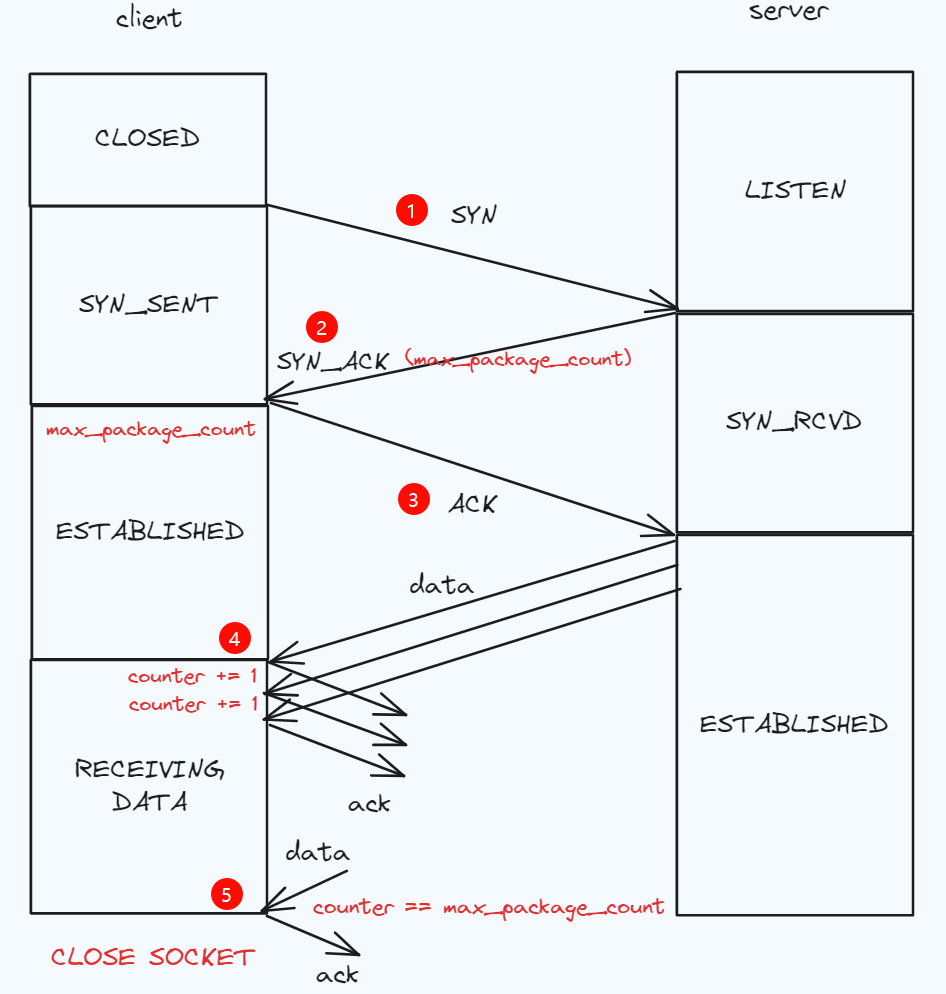 client
server
CLOSED
LISTEN
1 SYN
SYN_SENT
2
SYN_ACK (max_package_count)
max_package_count
SYN_RCVD
3 ACK
ESTABLISHED
data
4
counter += 1
counter += 1
ESTABLISHED
RECEIVING
DATA
ack
data
5
counter == max_package_count
CLOSE SOCKET
ack